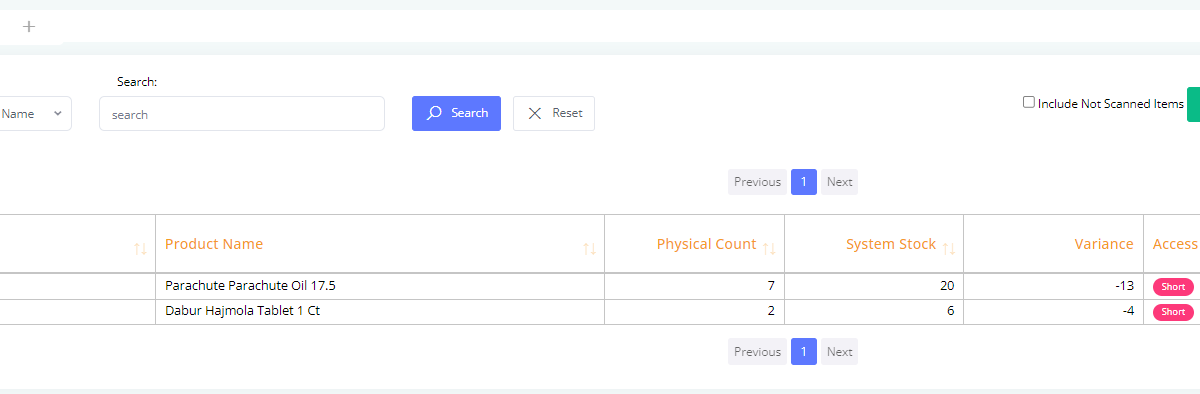 Search:
Name search Search Reset Include Not Scanned Items
Previous 1 Next
Product Name Physical Count System Stock Variance Access
Parachute Parachute Oil 17.5 7 20 -13 Short
Dabur Hajmola Tablet 1 Ct 2 6 -4 Short
Previous 1 Next